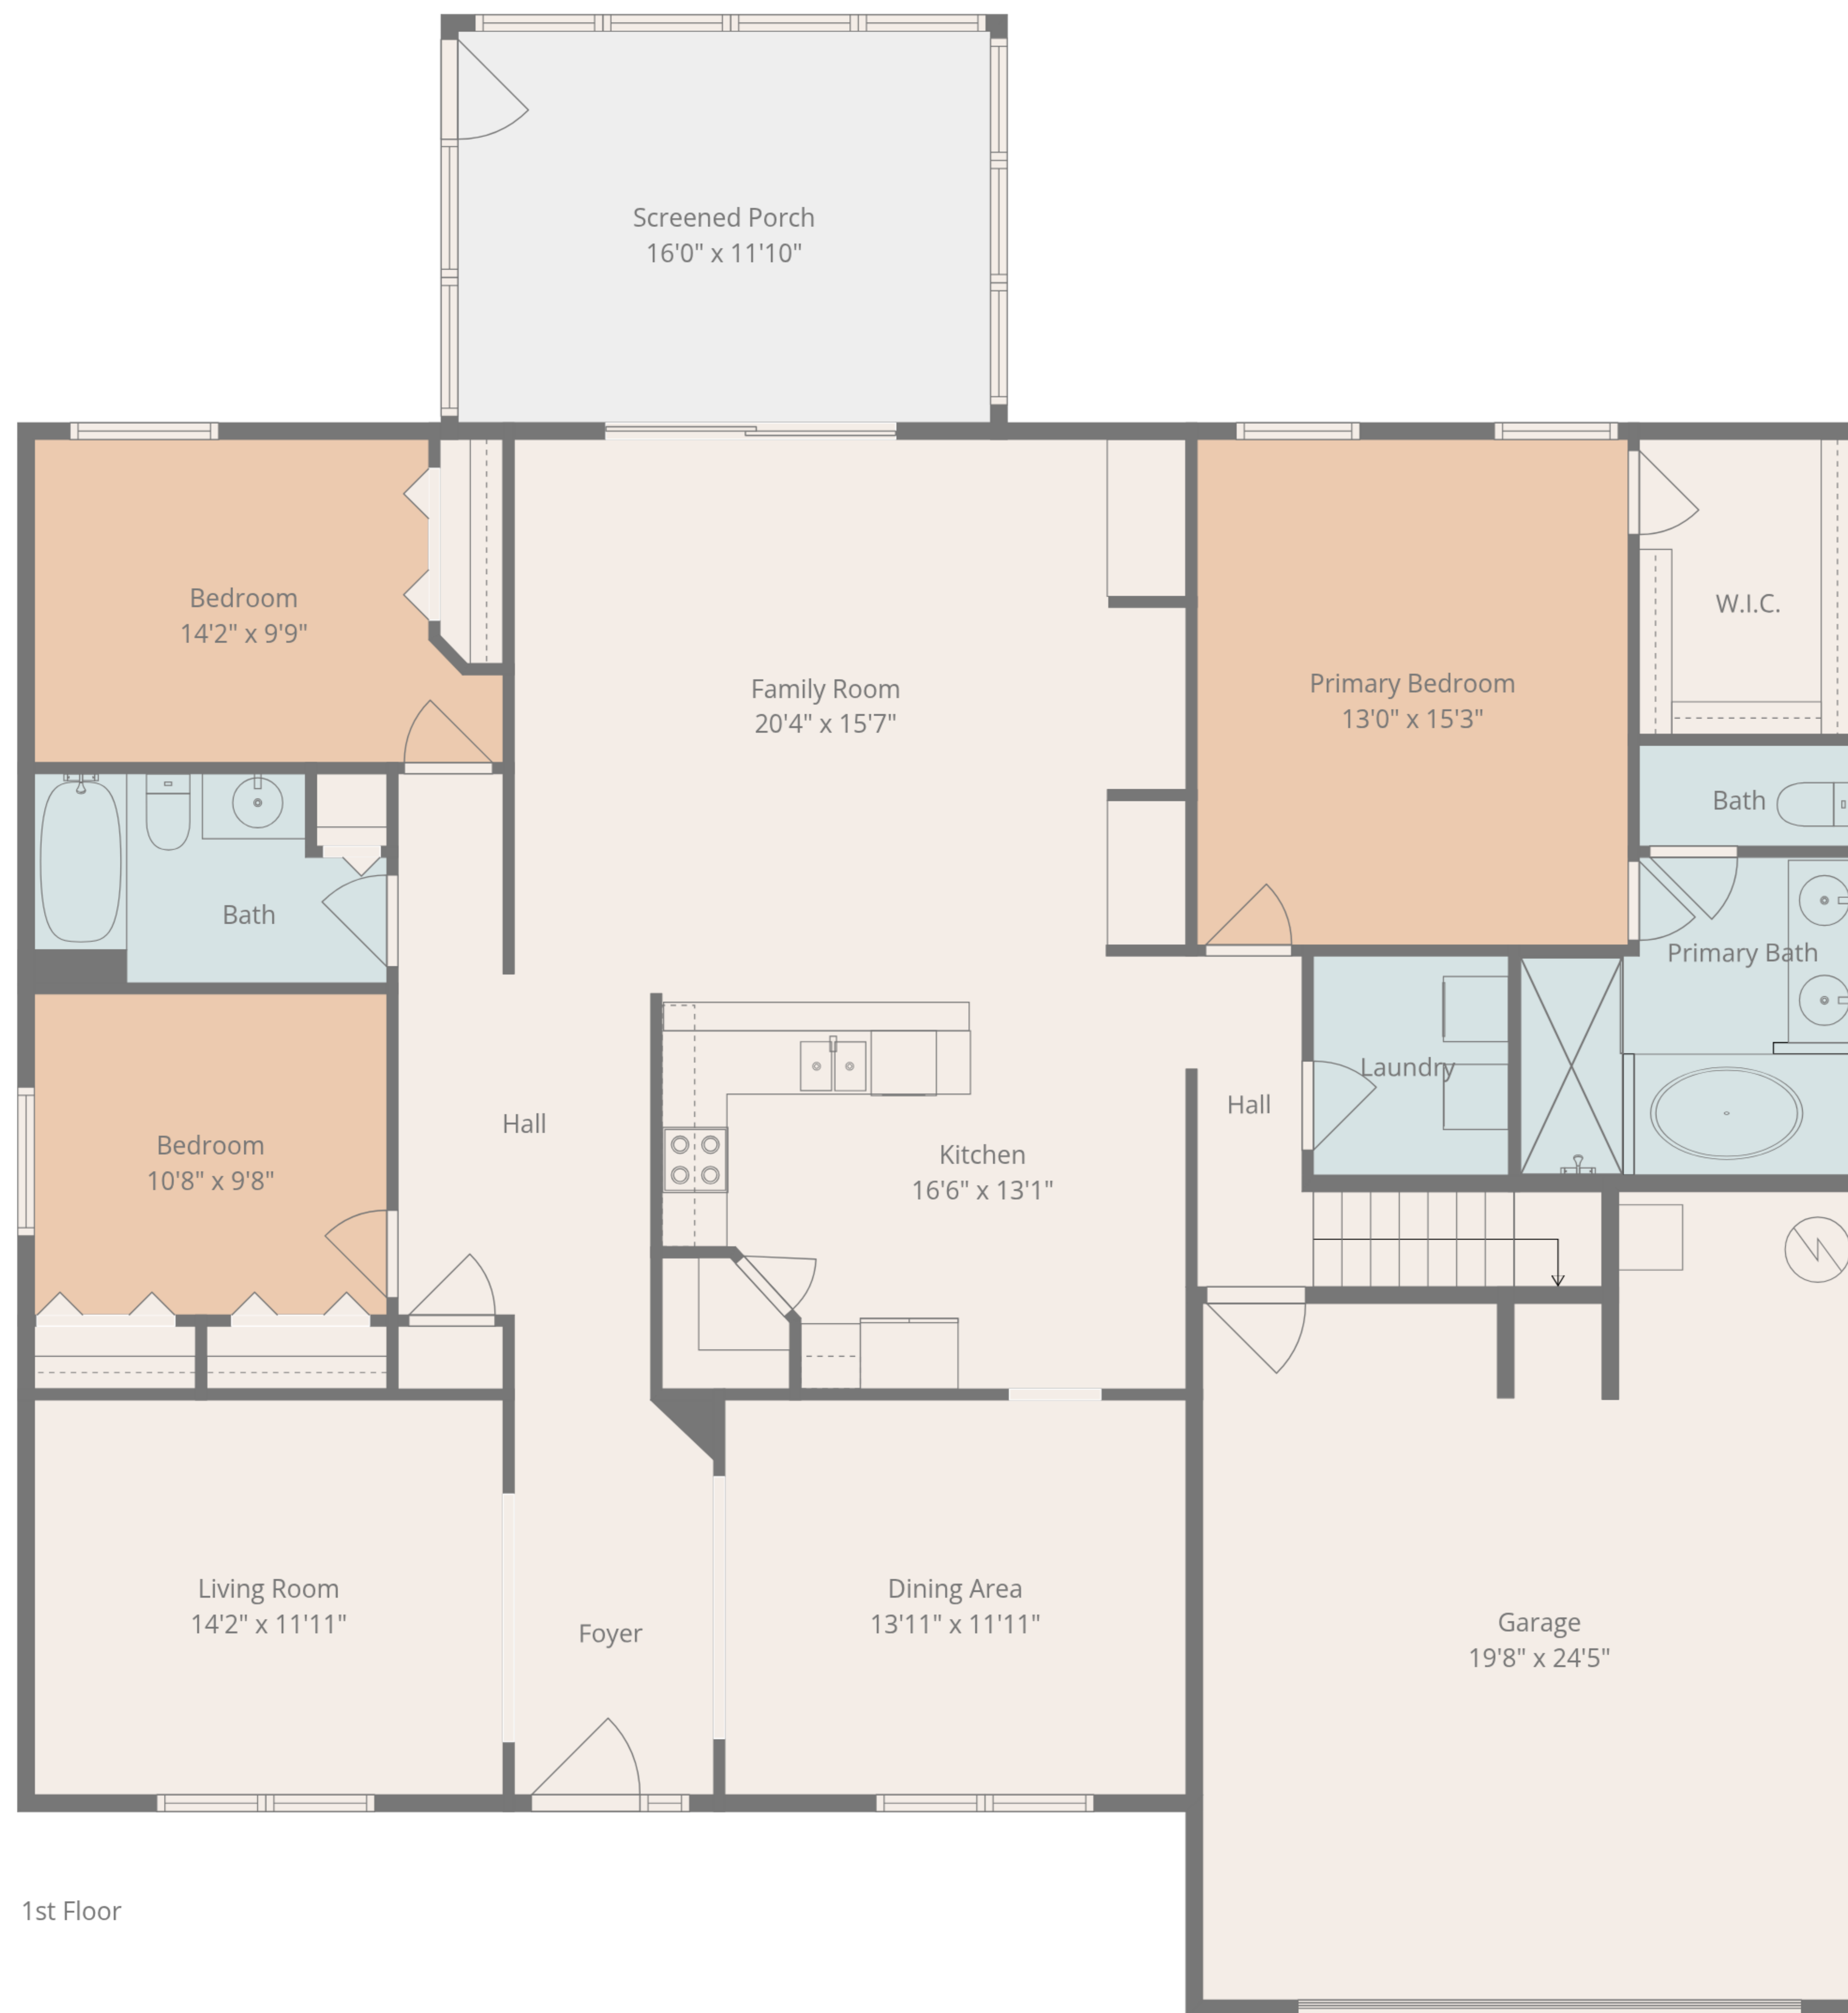 Screened Porch
16'0" x 11'10"
Bedroom
14'2" x 9'9"
W.I.C.
Family Room
20'4" x 15'7"
Primary Bedroom
13'0" x 15'3"
Bath
Bath
Primary Bath
Laundry
Hall
Hall
Bedroom
10'8" x 9'8"
Kitchen
16'6" x 13'1"
Living Room
14'2" x 11'11"
Dining Area
13'11" x 11'11"
Foyer
Garage
19'8" x 24'5"
1st Floor